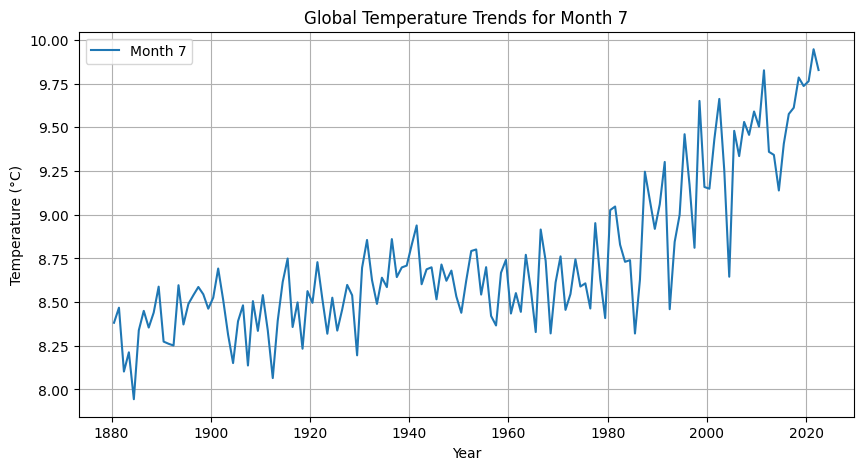 Global Temperature Trends for Month 7
Month 7
Temperature (°C)
10.00
9.75
9.50
9.25
9.00
8.75
8.50
8.25
8.00
1880 1900 1920 1940 1960 1980 2000 2020
Year